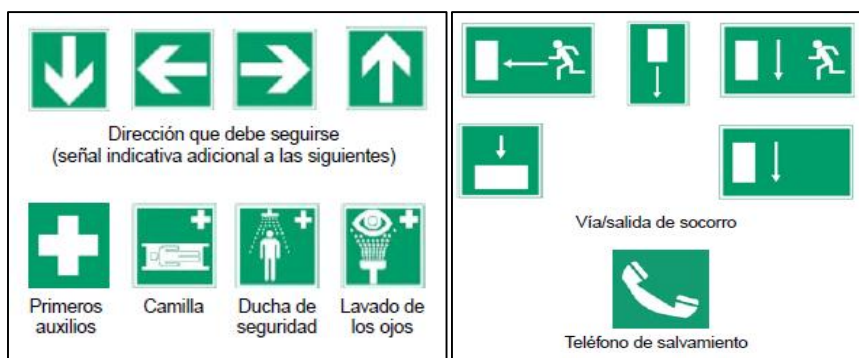 Dirección que debe seguirse
(señal indicativa adicional a las siguientes)
Primeros
auxilios
Camilla
Ducha de
seguridad
Lavado de
los ojos
Vía/salida de socorro
Teléfono de salvamiento